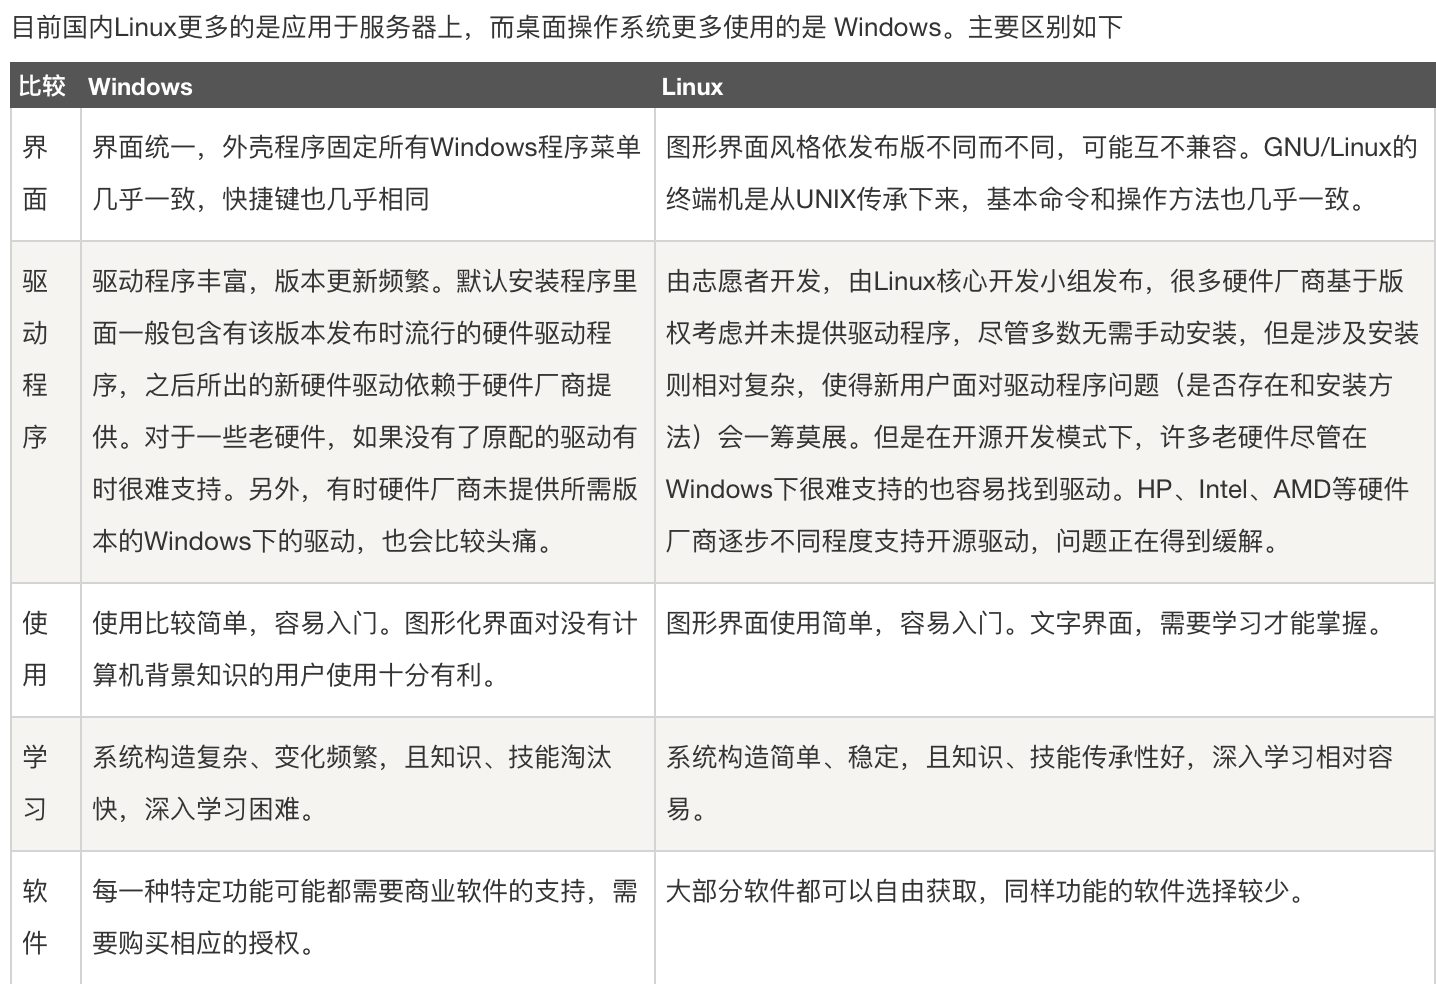 目前国内Linux更多的是应用于服务器上，而桌面操作系统更多使用的是 Windows。主要区别如下
比较 Windows Linux
界面
界面统一，外壳程序固定所有Windows程序菜单
几乎一致，快捷键也几乎相同
图形界面风格依发布版不同而不同，可能互不兼容。GNU/Linux的
终端机是从UNIX传承下来，基本命令和操作方法也几乎一致。
驱动程序
驱动程序丰富，版本更新频繁。默认安装程序里
面一般包含有该版本发布时流行的硬件驱动程
序，之后所出的新硬件驱动依赖于硬件厂商提
供。对于一些老硬件，如果没有了原配的驱动有
时很难支持。另外，有时硬件厂商未提供所需版
本的Windows下的驱动，也会比较头痛。
由志愿者开发，由Linux核心开发小组发布，很多硬件厂商基于版
权考虑并未提供驱动程序，尽管多数无需手动安装，但是涉及安装
则相对复杂，使得新用户面对驱动程序问题（是否存在和安装方
法）会一筹莫展。但是在开源开发模式下，许多老硬件尽管在
Windows下很难支持的也容易找到驱动。HP、Intel、AMD等硬件
厂商逐步不同程度支持开源驱动，问题正在得到缓解。
使用
使用比较简单，容易入门。图形化界面对没有计
算机背景知识的用户使用十分有利。
图形界面使用简单，容易入门。文字界面，需要学习才能掌握。
学习
系统构造复杂、变化频繁，且知识、技能淘汰
快，深入学习困难。
系统构造简单、稳定，且知识、技能传承性好，深入学习相对容
易。
软件
每一种特定功能可能都需要商业软件的支持，需
要购买相应的授权。
大部分软件都可以自由获取，同样功能的软件选择较少。